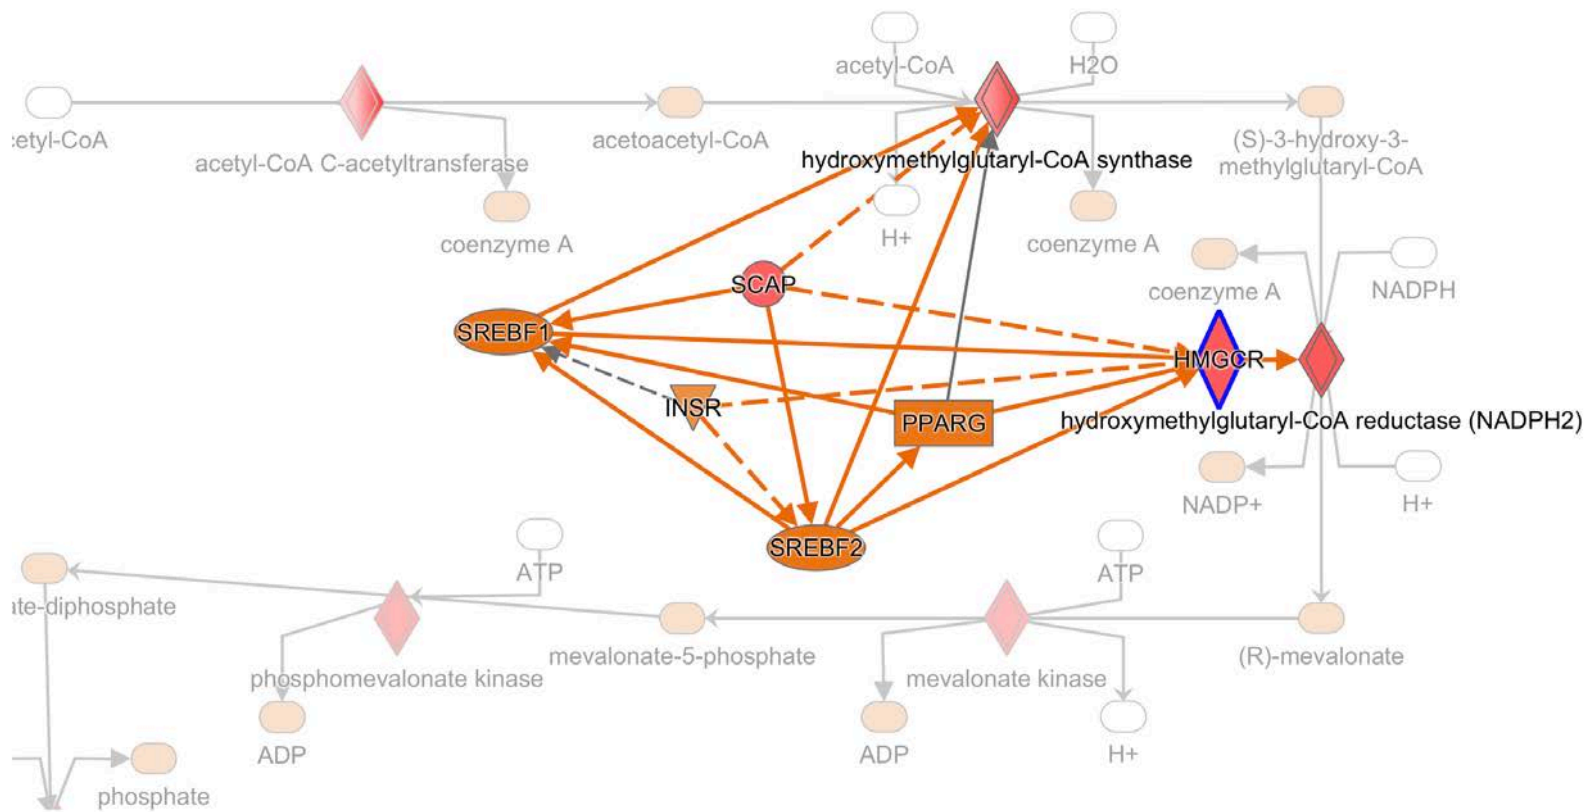 acetyl-CoA
H2O
cetyl-CoA
acetyl-CoA C-acetyltransferase
acetoacetyl-CoA
hydroxymethylglutaryl-CoA synthase
(S)-3-hydroxy-3-
methylglutaryl-CoA
coenzyme A
H+
coenzyme A
SCAP
coenzyme A
NADPH
SREBF1
HMGCR
INSR
PPARG
hydroxymethylglutaryl-CoA reductase (NADPH2)
NADP+
H+
SREBF2
ATP
ATP
ate-diphosphate
phosphomevalonate kinase
mevalonate-5-phosphate
mevalonate kinase
(R)-mevalonate
ADP
ADP
H+
phosphate